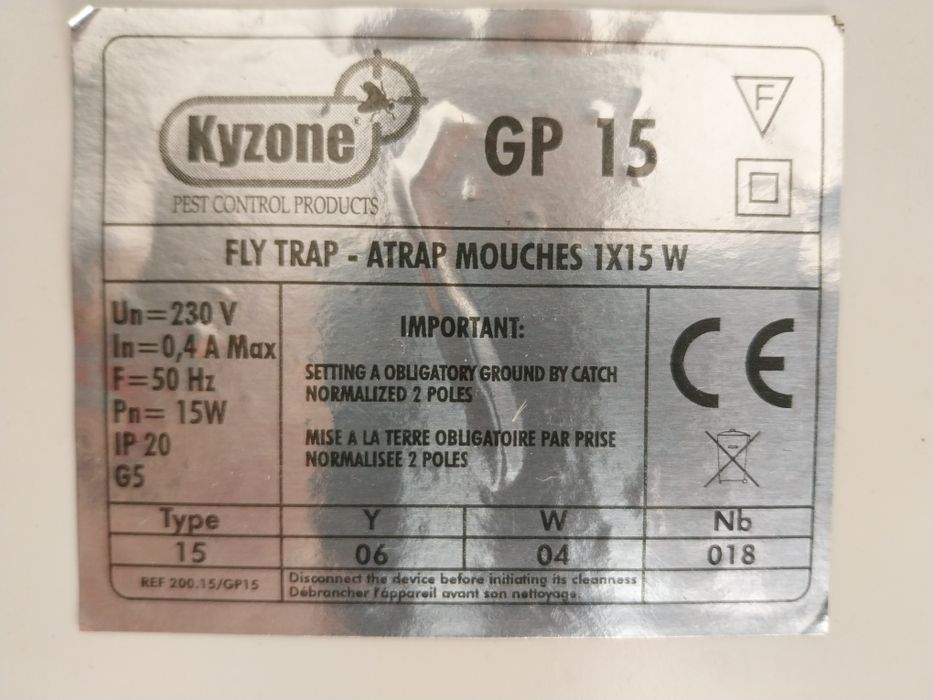 Kyzone
PEST CONTROL PRODUCTS
GP 15
F
FLY TRAP - ATRAP MOUCHES 1X15 W
Un=230 V
In=0,4 A Max
F=50 Hz
Pn= 15W
IP 20
G5
IMPORTANT:
SETTING A OBLIGATORY GROUND BY CATCH
NORMALIZED 2 POLES
MISE A LA TERRE OBLIGATOIRE PAR PRISE
NORMALISEE 2 POLES
CE
Type Y W Nb
15 06 04 018
REF 200.15/GP15
Disconnect the device before initiating its cleanness
Débrancher l'appareil avant son nettoyage.